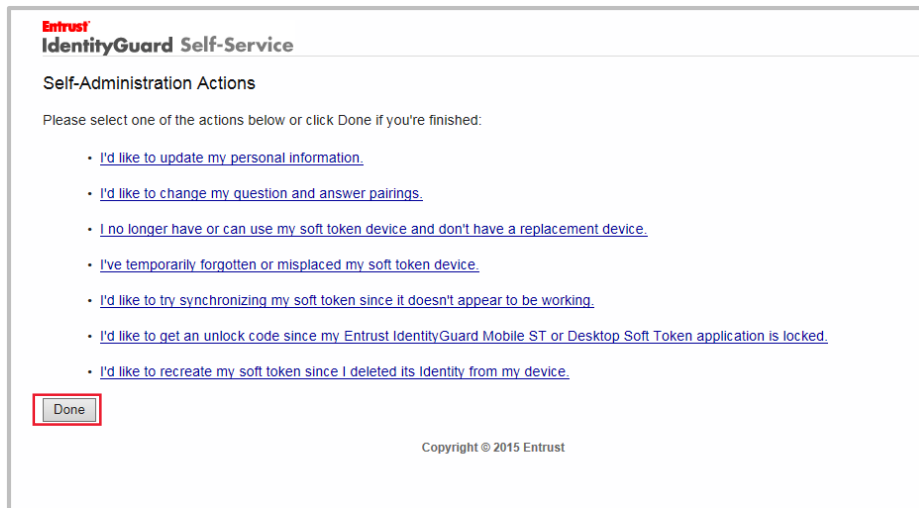 Entrust
IdentityGuard Self-Service
Self-Administration Actions
Please select one of the actions below or click Done if you're finished:
• I'd like to update my personal information.
• I'd like to change my question and answer pairings.
• I no longer have or can use my soft token device and don't have a replacement device.
• I've temporarily forgotten or misplaced my soft token device.
• I'd like to try synchronizing my soft token since it doesn't appear to be working.
• I'd like to get an unlock code since my Entrust IdentityGuard Mobile ST or Desktop Soft Token application is locked.
• I'd like to recreate my soft token since I deleted its Identity from my device.
Done
Copyright © 2015 Entrust